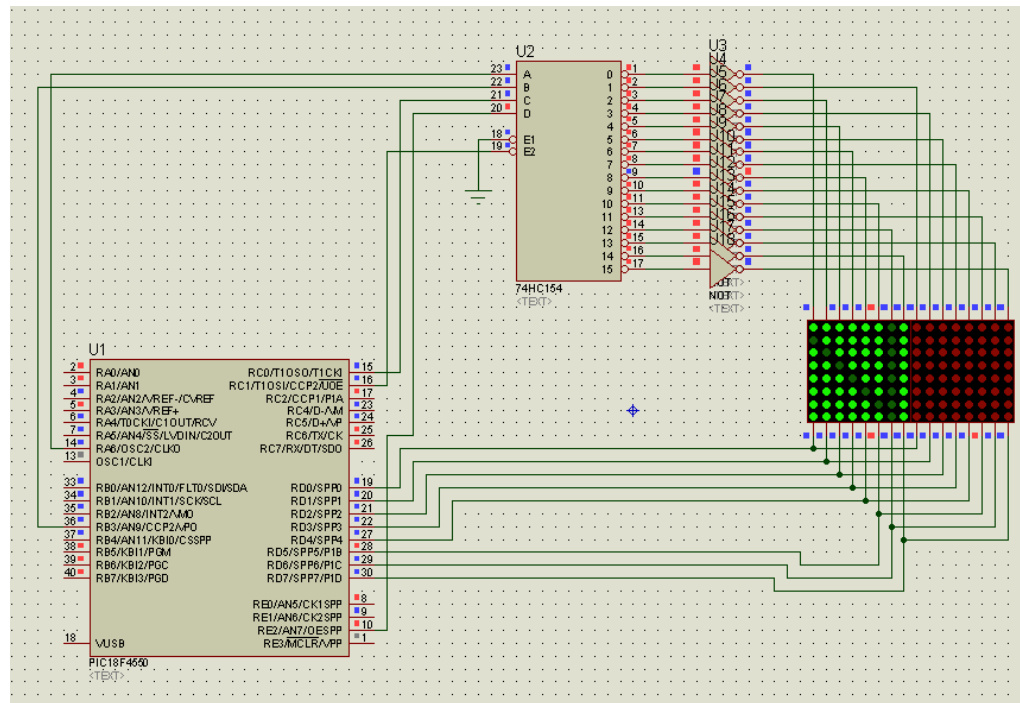 U3
U4
U2
23 A 0 1
22 B 1 2
21 C 2 3
20 D 3 4
4 5
18 E1 5 6
19 E2 6 7
7 8
8 9
9 10
10 11
11 13
12 14
13 15
14 16
15 17
74HC154
<TEXT>
NOT
<TEXT>
U1
2 RA0/AN0 RC0/T1OSO/T1CKI 15
3 RA1/AN1 RC1/T1OSI/CCP2/UOE 16
4 RA2/AN2/VREF-/CVREF RC2/CCP1/P1A 17
5 RA3/AN3/VREF+ RC4/D-/VM 23
6 RA4/T0CKI/C1OUT/RCV RC5/D+/VP 24
7 RA5/AN4/SS/LVDIN/C2OUT RC6/TX/CK 25
14 RA6/OSC2/CLKO RC7/RX/DT/SDO 26
13 OSC1/CLKI
33 RB0/AN12/INT0/FLT0/SDI/SDA RD0/SPP0 19
34 RB1/AN10/INT1/SCK/SCL RD1/SPP1 20
35 RB2/AN8/INT2/VMO RD2/SPP2 21
36 RB3/AN9/CCP2/VPO RD3/SPP3 22
37 RB4/AN11/KBI0/CSSPP RD4/SPP4 27
38 RB5/KBI1/PGM RD5/SPP5/P1B 28
39 RB6/KBI2/PGC RD6/SPP6/P1C 29
40 RB7/KBI3/PGD RD7/SPP7/P1D 30
RE0/AN5/CK1SPP 8
RE1/AN6/CK2SPP 9
RE2/AN7/OESPP 10
18 VUSB RE3/MCLR/VPP 1
PIC18F4550
<TEXT>